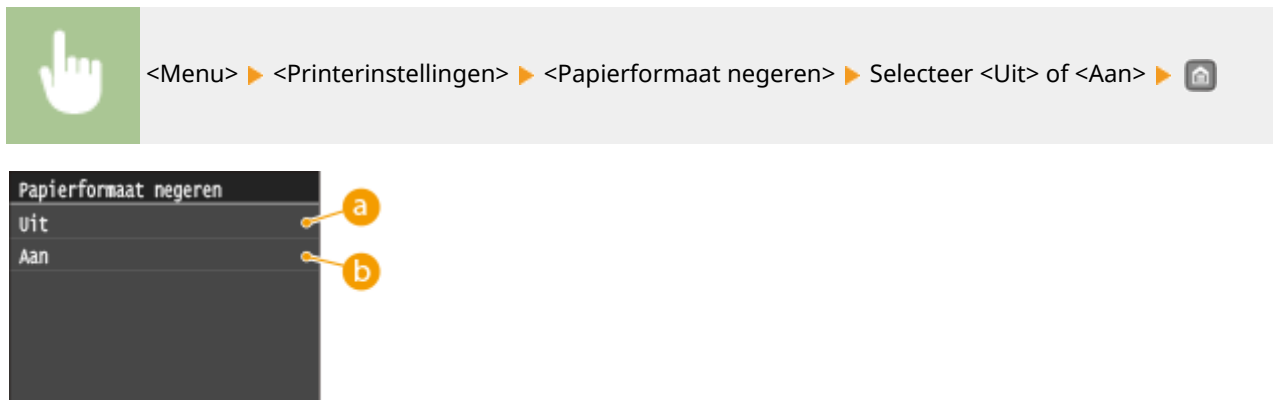 <Menu> ▶ <Printerinstellingen> ▶ <Papierformaat negeren> ▶ Selecteer <Uit> of <Aan> ▶
Papierformaat negeren
Uit
a
Aan
b